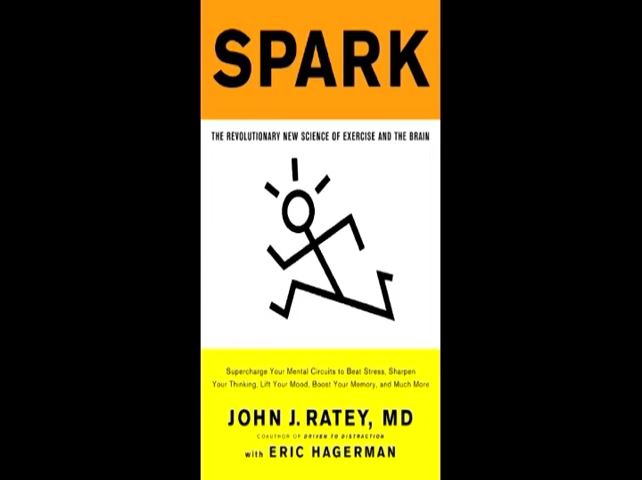 SPARK
THE REVOLUTIONARY NEW SCIENCE OF EXERCISE AND THE BRAIN
Supercharge Your Mental Circuits to Beat Stress, Sharpen
Your Thinking, Lift Your Mood, Boost Your Memory, and Much More
JOHN J. RATEY, MD
COAUTHOR OF DRIVEN TO DISTRACTION
with ERIC HAGERMAN